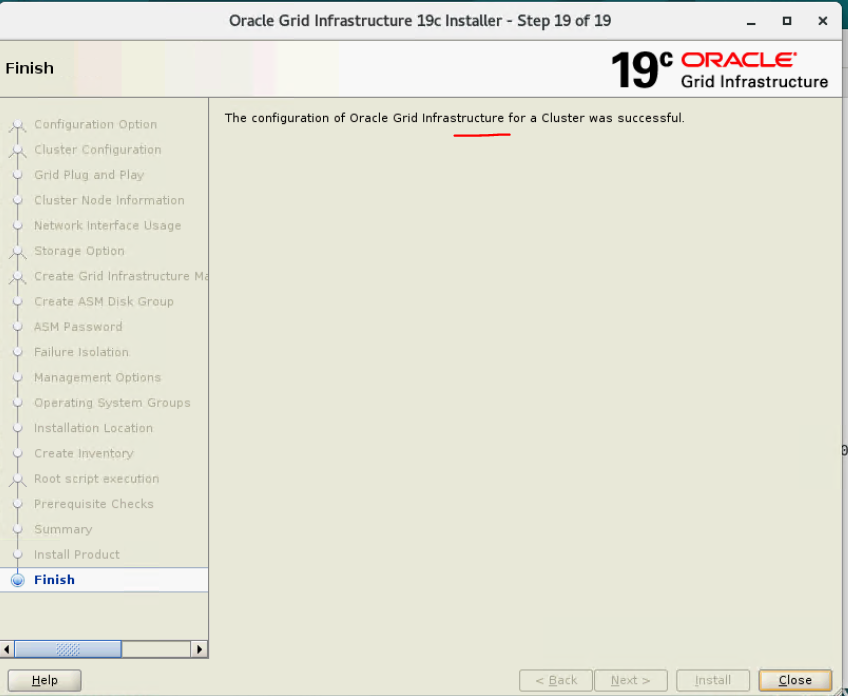 Oracle Grid Infrastructure 19c Installer - Step 19 of 19
Finish
19c ORACLE
Grid Infrastructure
Configuration Option
Cluster Configuration
Grid Plug and Play
Cluster Node Information
Network Interface Usage
Storage Option
Create Grid Infrastructure Ma
Create ASM Disk Group
ASM Password
Failure Isolation
Management Options
Operating System Groups
Installation Location
Create Inventory
Root script execution
Prerequisite Checks
Summary
Install Product
Finish
The configuration of Oracle Grid Infrastructure for a Cluster was successful.
0
Help
< Back
Next >
Install
Close